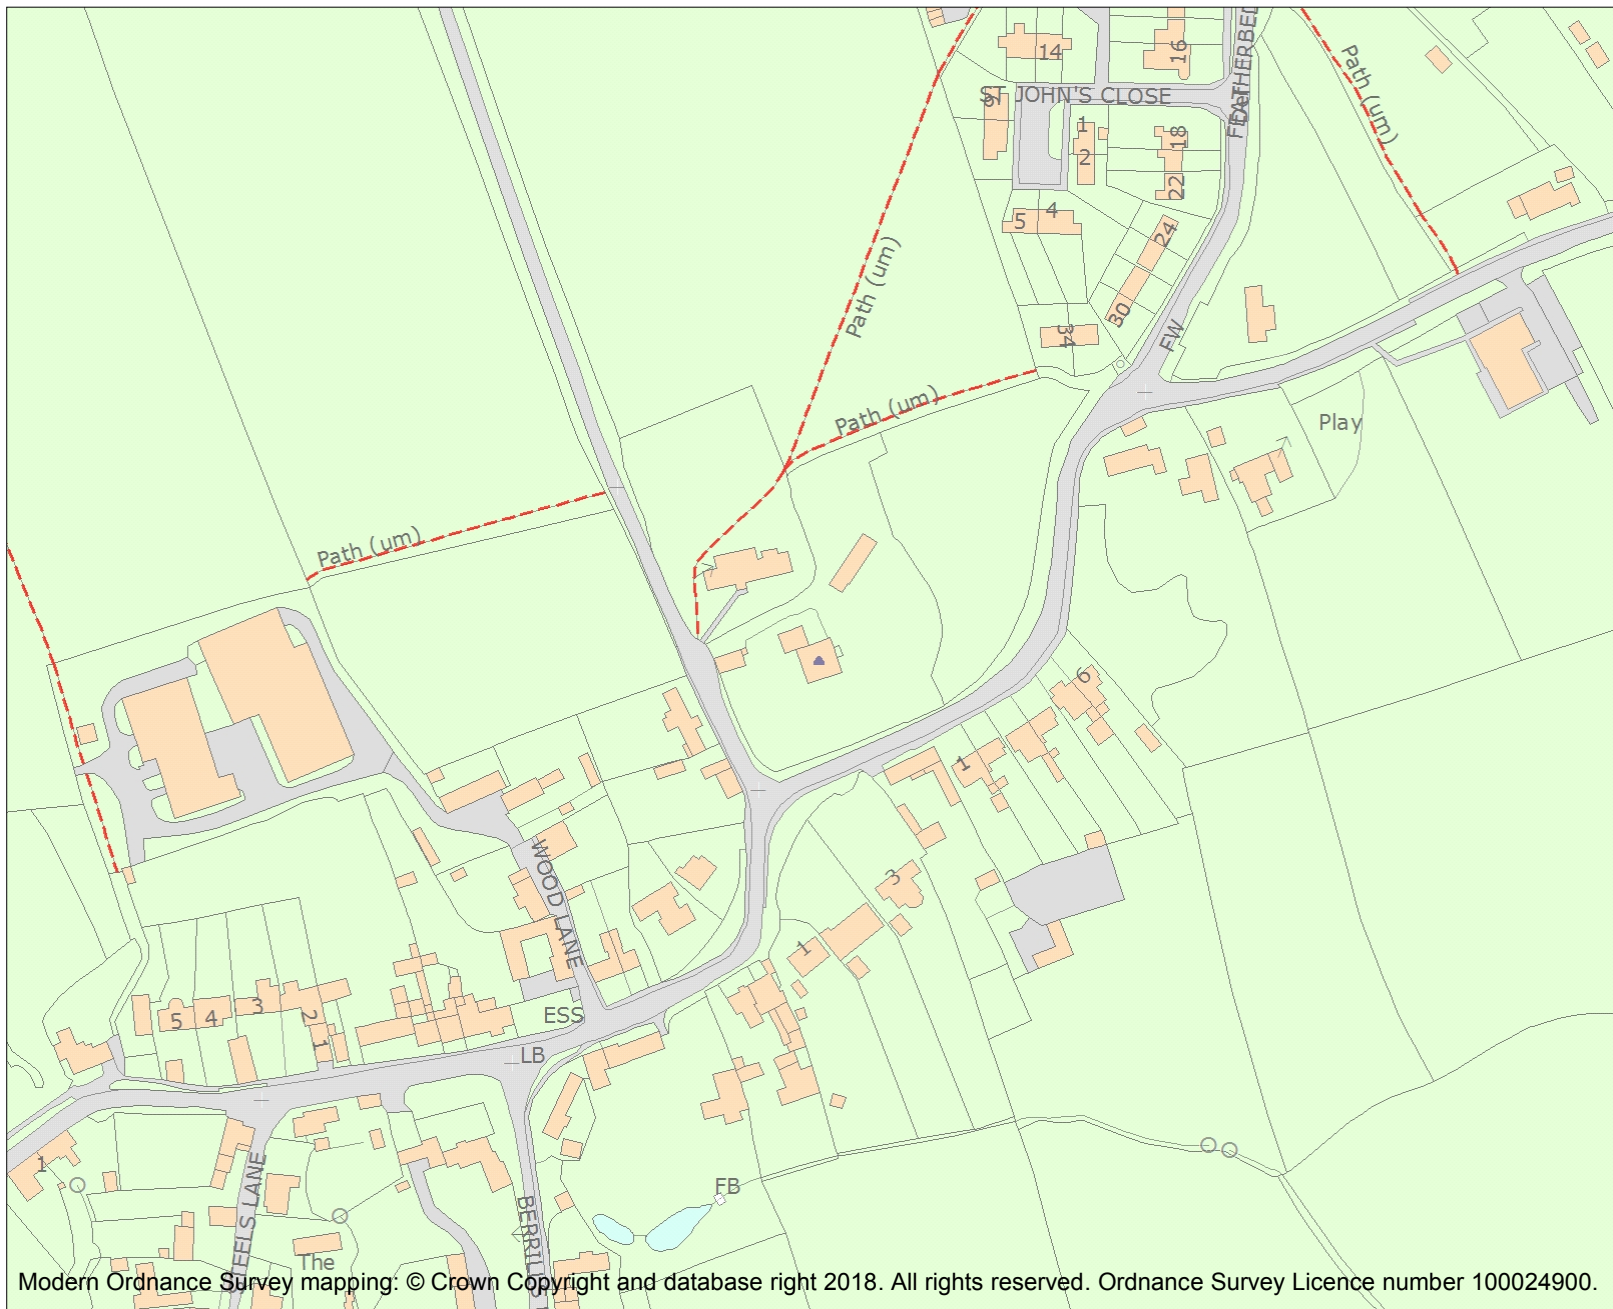 14
16
FEATHERBED
Path (um)
9
ST JOHN'S CLOSE
Def
1
18
2
22
5
4
24
Path (um)
30
34
FW
Path (um)
Play
Path (um)
6
1
WOOD LANE
3
1
5
4
3
2
1
ESS
LB
1
FB
The
Modern Ordnance Survey mapping: © Crown Copyright and database right 2018. All rights reserved. Ordnance Survey Licence number 100024900.